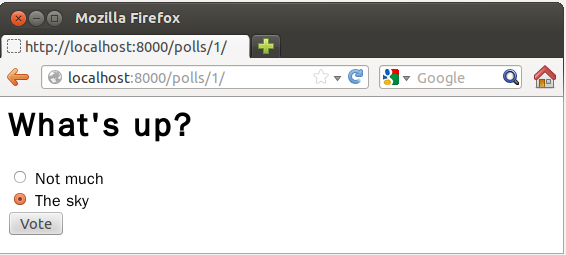 Mozilla Firefox
http://localhost:8000/polls/1/
localhost:8000/polls/1/ Google
What's up?
Not much
The sky
Vote